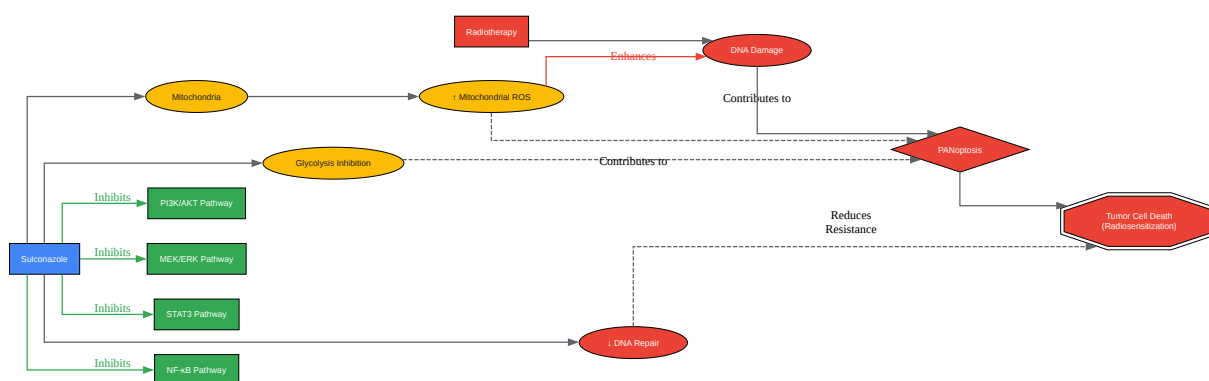 Radiotherapy
DNA Damage
Enhances
Mitochondria
↑ Mitochondrial ROS
Contributes to
PANoptosis
Glycolysis Inhibition
Contributes to
Inhibits
PI3K/AKT Pathway
Reduces
Resistance
Tumor Cell Death
(Radiosensitization)
Inhibits
Sulconazole
MEK/ERK Pathway
Inhibits
STAT3 Pathway
↓ DNA Repair
Inhibits
NF-κB Pathway